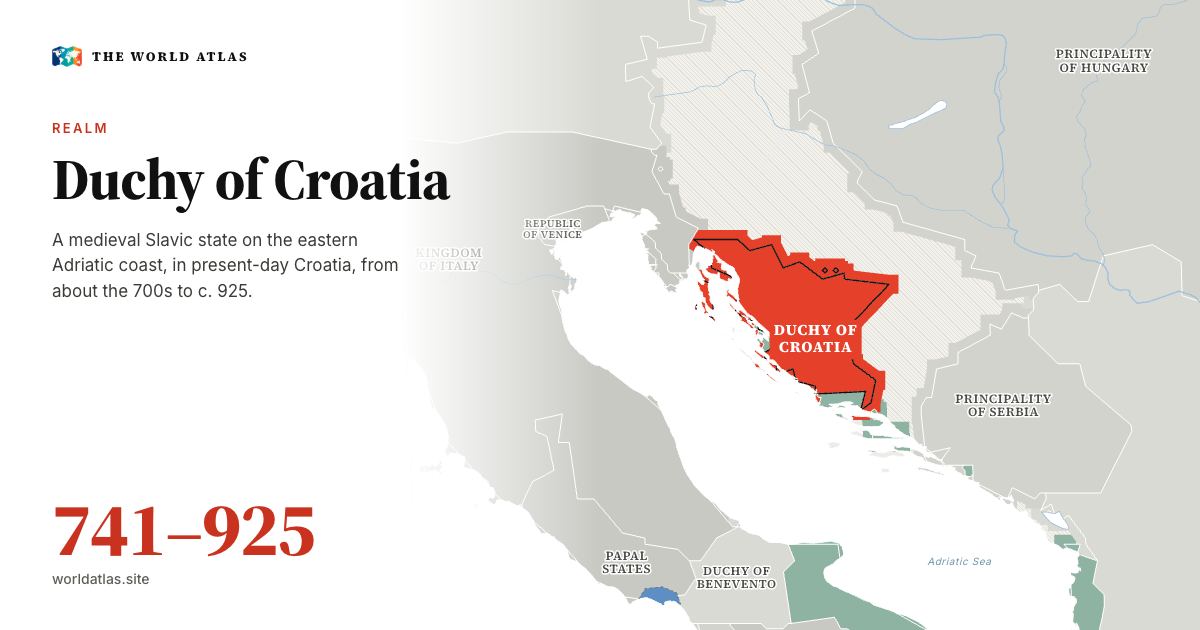 THE WORLD ATLAS
REALM
Duchy of Croatia
A medieval Slavic state on the eastern
Adriatic coast, in present-day Croatia, from
about the 700s to c. 925.
741–925
worldatlas.site
PRINCIPALITY
OF HUNGARY
REPUBLIC
OF VENICE
KINGDOM
OF ITALY
DUCHY OF
CROATIA
PRINCIPALITY
OF SERBIA
PAPAL
STATES
DUCHY OF
BENEVENTO
Adriatic Sea